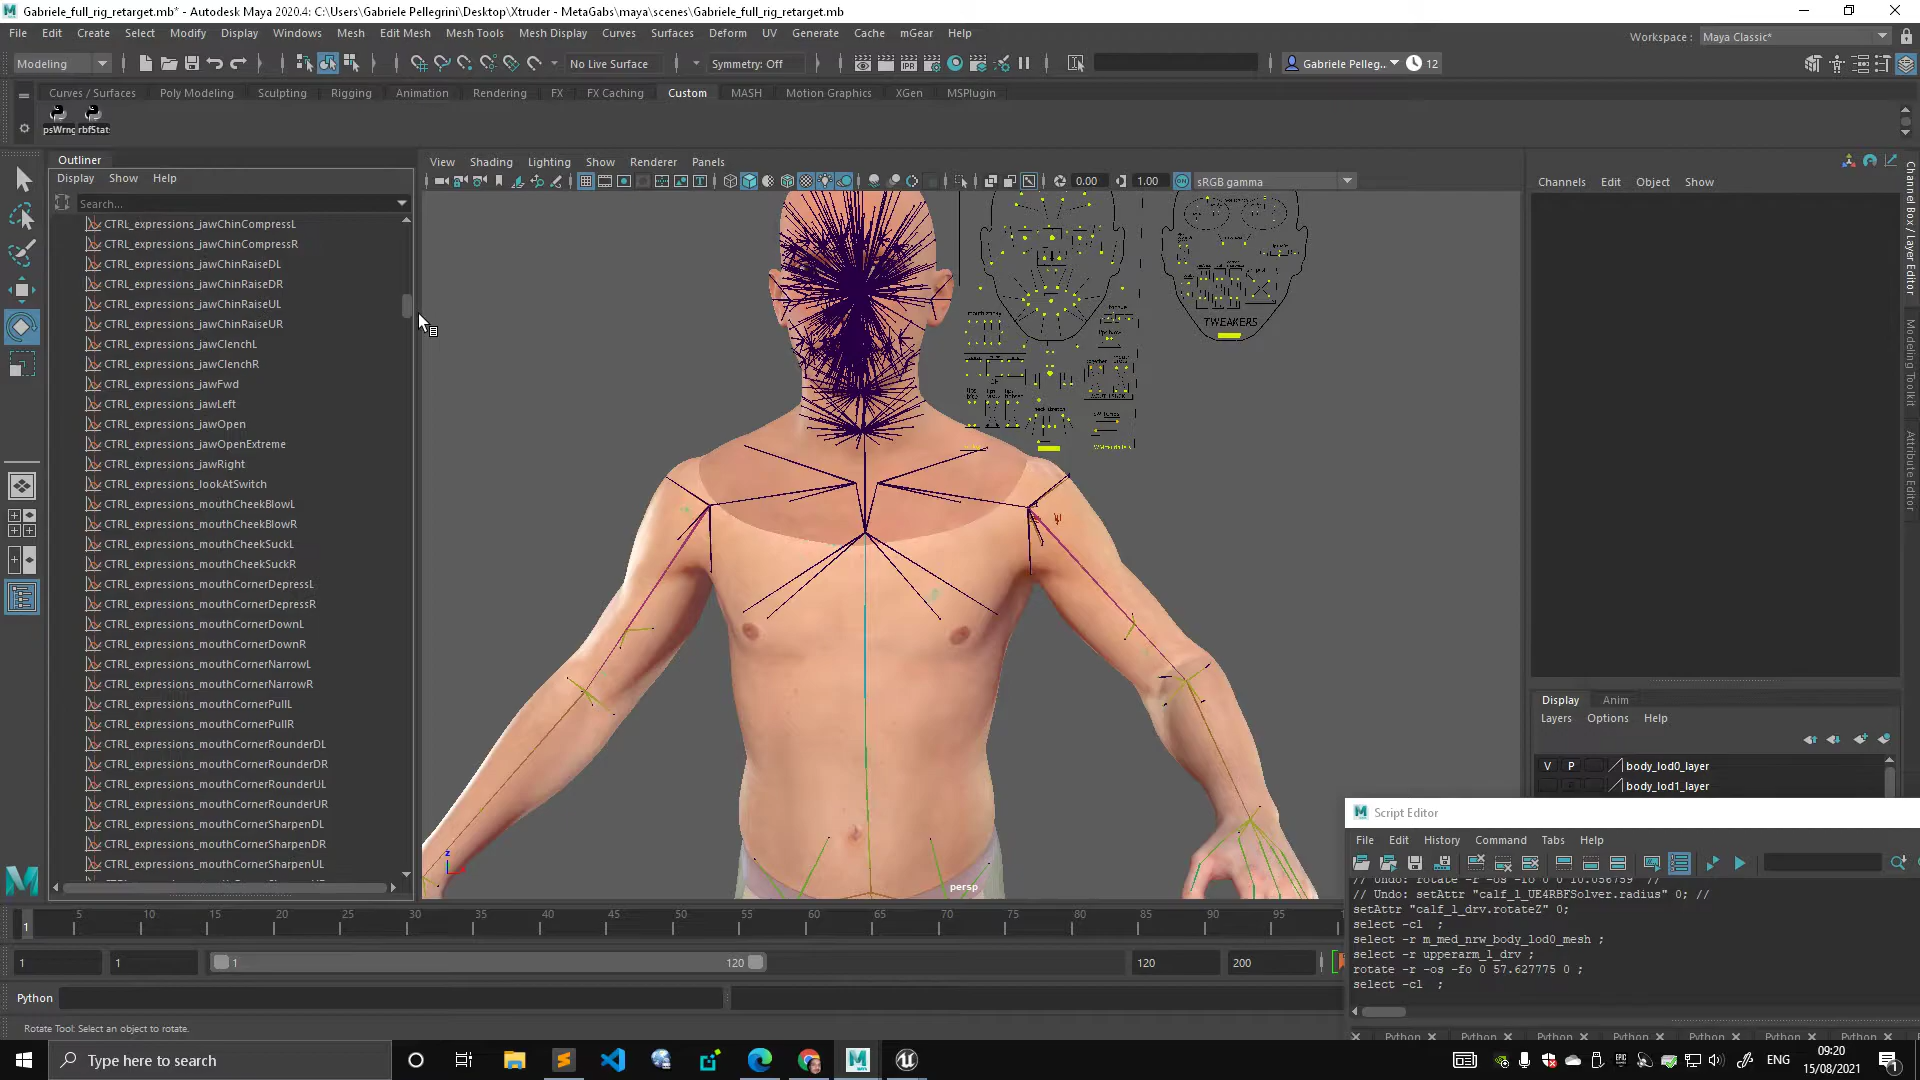 Gabriele_full_rig_retarget.mb* - Autodesk Maya 2020.4: C:\Users\Gabriele Pellegrini\Desktop\Xtruder - MetaGabs\maya\scenes\Gabriele_full_rig_retarget.mb
File Edit Create Select Modify Display Windows Mesh Edit Mesh Mesh Tools Mesh Display Curves Surfaces Deform UV Generate Cache mGear Help
Workspace : Maya Classic*
Modeling No Live Surface Symmetry: Off Gabriele Pelleg... 12
Curves / Surfaces Poly Modeling Sculpting Rigging Animation Rendering FX FX Caching Custom MASH Motion Graphics XGen MSPlugin
psWrng rbfStat
Outliner
Display Show Help
Search...
CTRL_expressions_jawChinCompressL
CTRL_expressions_jawChinCompressR
CTRL_expressions_jawChinRaiseDL
CTRL_expressions_jawChinRaiseDR
CTRL_expressions_jawChinRaiseUL
CTRL_expressions_jawChinRaiseUR
CTRL_expressions_jawClenchL
CTRL_expressions_jawClenchR
CTRL_expressions_jawFwd
CTRL_expressions_jawLeft
CTRL_expressions_jawOpen
CTRL_expressions_jawOpenExtreme
CTRL_expressions_jawRight
CTRL_expressions_lookAtSwitch
CTRL_expressions_mouthCheekBlowL
CTRL_expressions_mouthCheekBlowR
CTRL_expressions_mouthCheekSuckL
CTRL_expressions_mouthCheekSuckR
CTRL_expressions_mouthCornerDepressL
CTRL_expressions_mouthCornerDepressR
CTRL_expressions_mouthCornerDownL
CTRL_expressions_mouthCornerDownR
CTRL_expressions_mouthCornerNarrowL
CTRL_expressions_mouthCornerNarrowR
CTRL_expressions_mouthCornerPullL
CTRL_expressions_mouthCornerPullR
CTRL_expressions_mouthCornerRounderDL
CTRL_expressions_mouthCornerRounderDR
CTRL_expressions_mouthCornerRounderUL
CTRL_expressions_mouthCornerRounderUR
CTRL_expressions_mouthCornerSharpenDL
CTRL_expressions_mouthCornerSharpenDR
CTRL_expressions_mouthCornerSharpenUL
View Shading Lighting Show Renderer Panels
0.00 1.00 sRGB gamma
TWEAKERS
persp
z
Channels Edit Object Show
Channel Box / Layer Editor
Modeling Toolkit
Attribute Editor
Display Anim
Layers Options Help
V P body_lod0_layer
body_lod1_layer
Script Editor
File Edit History Command Tabs Help
// Undo: rotate -r -os -fo 0 0 10.056759 //
// Undo: setAttr "calf_l_UE4RBFSolver.radius" 0; //
setAttr "calf_l_drv.rotateZ" 0;
select -cl ;
select -r m_med_nrw_body_lod0_mesh ;
select -r upperarm_l_drv ;
rotate -r -os -fo 0 57.627775 0 ;
select -cl ;
Python Python Python Python Python Python Python
1 5 10 15 20 25 30 35 40 45 50 55 60 65 70 75 80 85 90 95
1 1 1 120 120 200
Python
Rotate Tool: Select an object to rotate.
Type here to search
ENG
09:20
15/08/2021
1